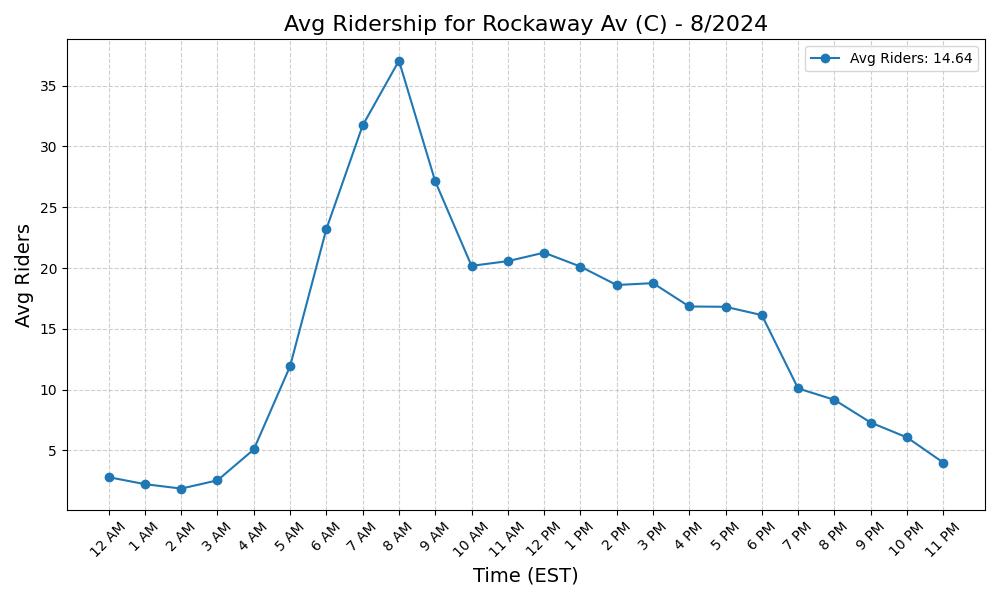 Avg Ridership for Rockaway Av (C) - 8/2024
Avg Riders: 14.64
Avg Riders
35
30
25
20
15
10
5
12 AM
1 AM
2 AM
3 AM
4 AM
5 AM
6 AM
7 AM
8 AM
9 AM
10 AM
11 AM
12 PM
1 PM
2 PM
3 PM
4 PM
5 PM
6 PM
7 PM
8 PM
9 PM
10 PM
11 PM
Time (EST)